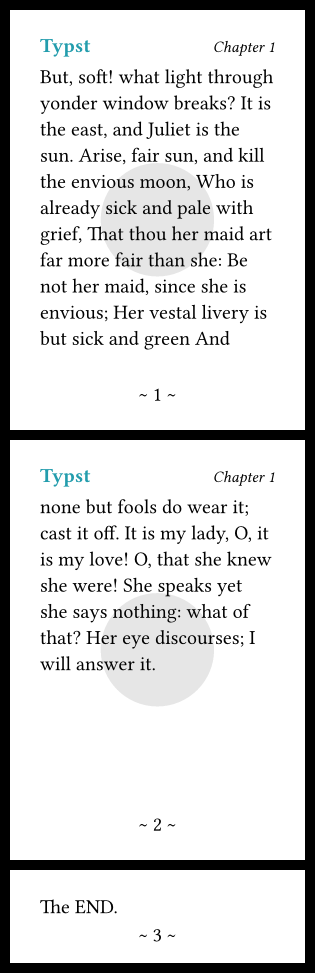 Typst Chapter 1
But, soft! what light through
yonder window breaks? It is
the east, and Juliet is the
sun. Arise, fair sun, and kill
the envious moon, Who is
already sick and pale with
grief, That thou her maid art
far more fair than she: Be
not her maid, since she is
envious; Her vestal livery is
but sick and green And
~ 1 ~
Typst Chapter 1
none but fools do wear it;
cast it off. It is my lady, O, it
is my love! O, that she knew
she were! She speaks yet
she says nothing: what of
that? Her eye discourses; I
will answer it.
~ 2 ~
The END.
~ 3 ~